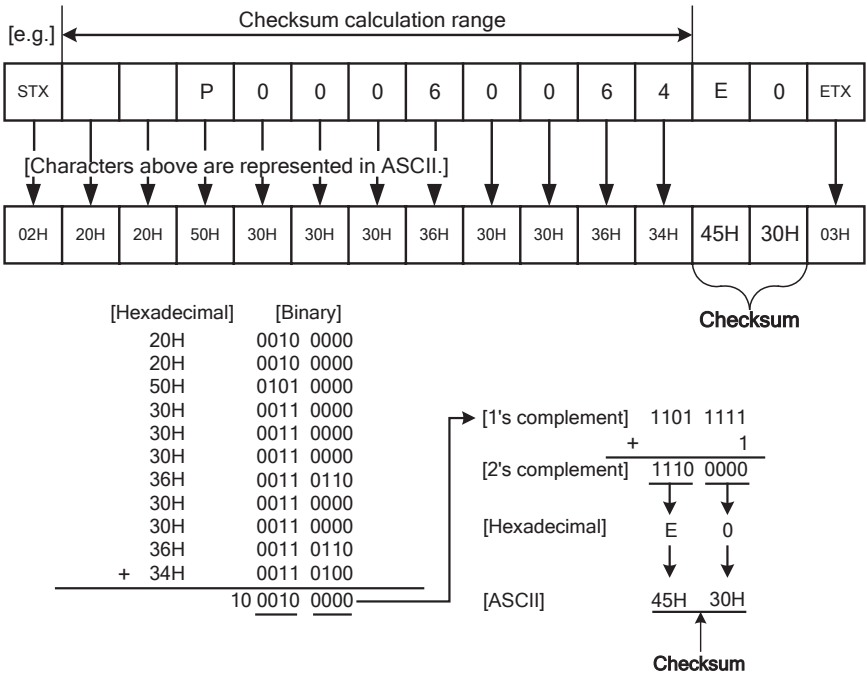 Checksum calculation range
[e.g.]
STX P 0 0 0 6 0 0 6 4 E 0 ETX
[Characters above are represented in ASCII.]
02H 20H 20H 50H 30H 30H 30H 36H 30H 30H 36H 34H 45H 30H 03H
Checksum
[Hexadecimal] [Binary]
20H 0010 0000
20H 0010 0000
50H 0101 0000
30H 0011 0000
30H 0011 0000
30H 0011 0000
36H 0011 0110
30H 0011 0000
30H 0011 0000
36H 0011 0110
+ 34H 0011 0100
10 0010 0000
[1's complement] 1101 1111
+ 1
[2's complement] 1110 0000
[Hexadecimal] E 0
[ASCII] 45H 30H
Checksum